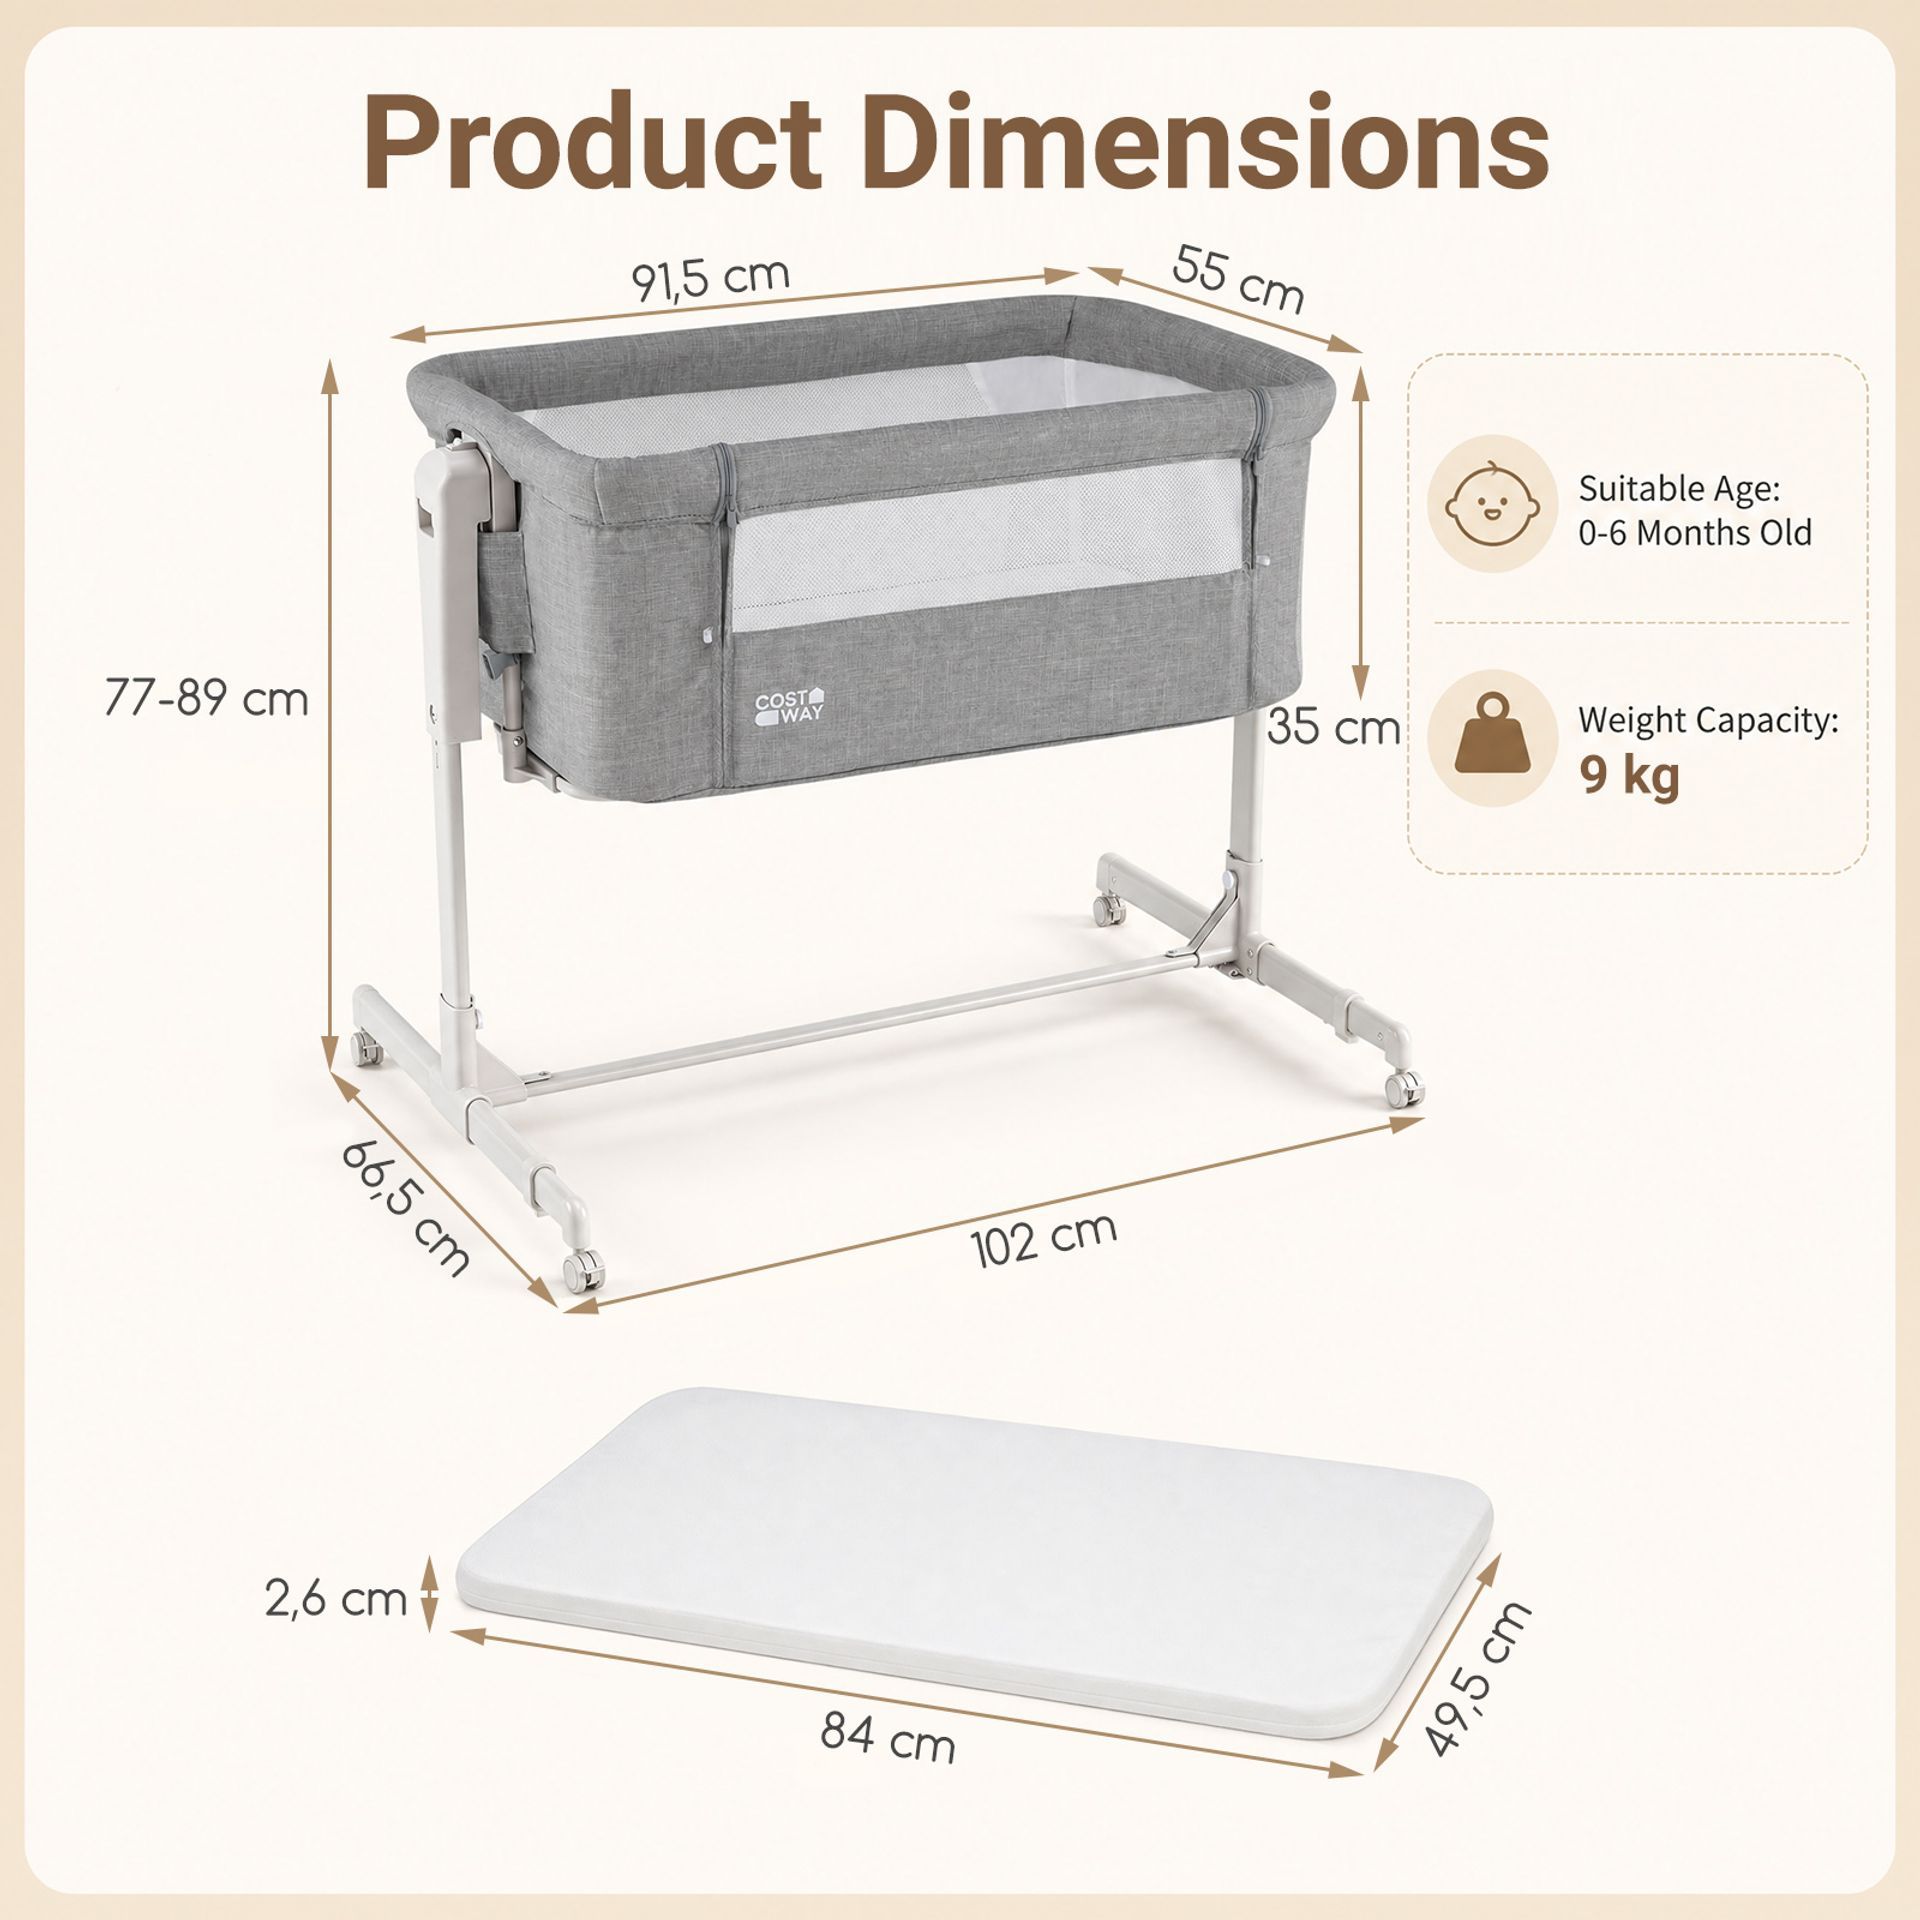 Product Dimensions
91,5 cm
55 cm
77-89 cm
35 cm
Suitable Age:
0-6 Months Old
Weight Capacity:
9 kg
COST
WAY
66,5 cm
102 cm
2,6 cm
84 cm
49,5 cm